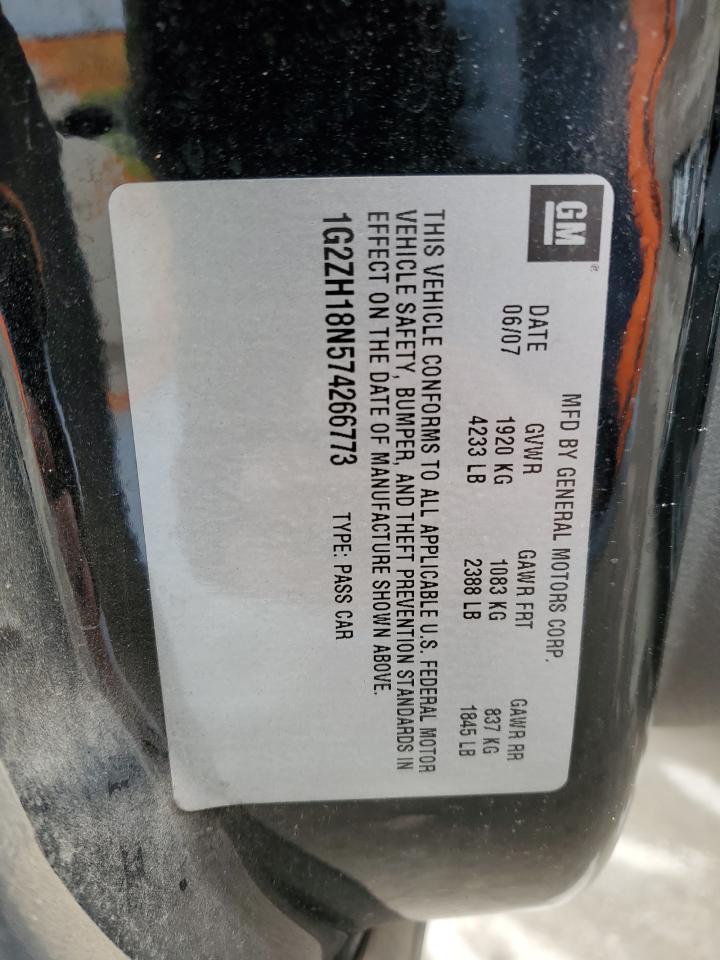 GM®
MFD BY GENERAL MOTORS CORP.
DATE GVWR GAWR FRT GAWR RR
06/07 1920 KG 1083 KG 837 KG
4233 LB 2388 LB 1845 LB
THIS VEHICLE CONFORMS TO ALL APPLICABLE U.S. FEDERAL MOTOR
VEHICLE SAFETY, BUMPER, AND THEFT PREVENTION STANDARDS IN
EFFECT ON THE DATE OF MANUFACTURE SHOWN ABOVE.
1G2ZH18N574266773 TYPE: PASS CAR